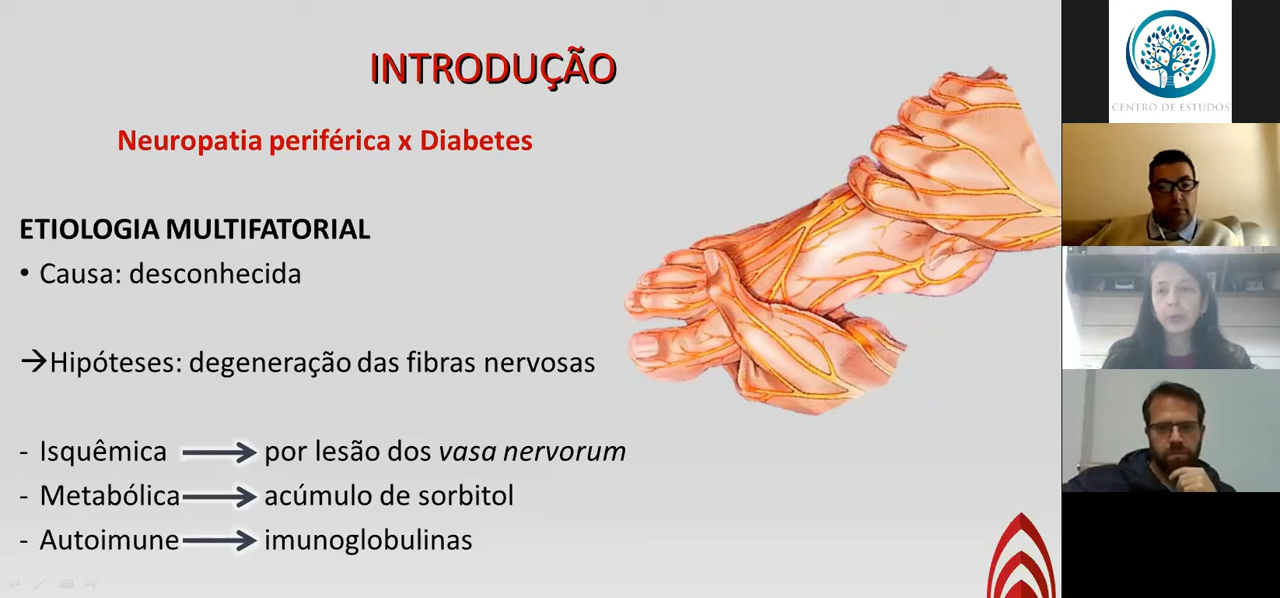 INTRODUÇÃO
Neuropatia periférica x Diabetes
ETIOLOGIA MULTIFATORIAL
• Causa: desconhecida
→Hipóteses: degeneração das fibras nervosas
- Isquêmica → por lesão dos vasa nervorum
- Metabólica → acúmulo de sorbitol
- Autoimune → imunoglobulinas
CENTRO DE ESTUDOS